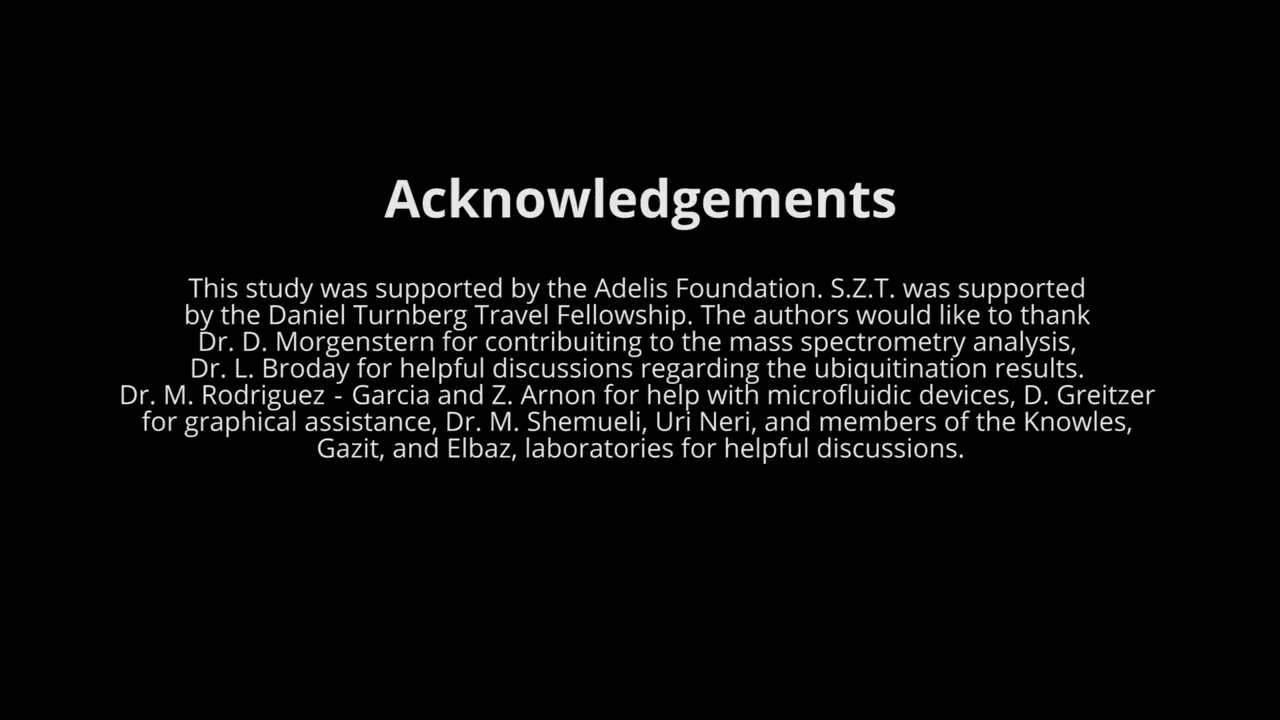 Acknowledgements
This study was supported by the Adelis Foundation. S.Z.T. was supported
by the Daniel Turnberg Travel Fellowship. The authors would like to thank
Dr. D. Morgenstern for contribuiting to the mass spectrometry analysis,
Dr. L. Broday for helpful discussions regarding the ubiquitination results.
Dr. M. Rodriguez - Garcia and Z. Arnon for help with microfluidic devices, D. Greitzer
for graphical assistance, Dr. M. Shemueli, Uri Neri, and members of the Knowles,
Gazit, and Elbaz, laboratories for helpful discussions.